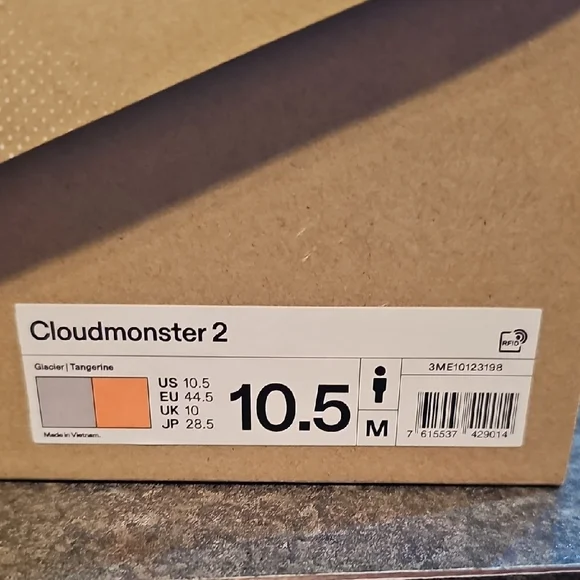 Cloudmonster 2
RFID
Glacier | Tangerine
3ME10123198
US 10.5
EU 44.5
UK 10
JP 28.5
10.5
M
Made in Vietnam.
7 615537 429014